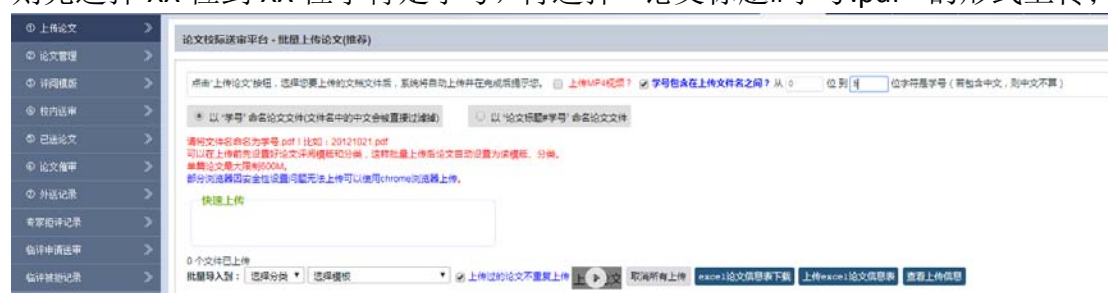 ① 上传论文
② 论文管理
③ 评阅模版
⑤ 校内送审
⑤ 已送论文
⑥ 论文催审
⑦ 外送记录
专家拒评记录
临评申请送审
临评被撤记录
论文校际送审平台 - 批量上传论文(推荐)
点击"上传论文"按钮，选择您要上传的文档文件后，系统将自动上传并在完成后提示您。 上传MP4视频？ 学号包含在上传文件名之间？从 0 位到 8 位字符是学号（若包含中文，则中文不算）
以 '学号' 命名论文文件(文件名中的中文会被直接过滤掉) 以 '论文标题#学号' 命名论文文件
请将文件名命名为学号.pdf！比如：20121021.pdf
可以在上传前先设置好论文评阅模板和分类，这样批量上传后论文自动设置为该模板、分类。
单篇论文最大限制600M。
部分浏览器因安全性设置问题无法上传可以使用chrome浏览器上传。
快速上传
0 个文件已上传
批量导入到： 选择分类 选择模板 上传过的论文不重复上传 上 文 取消所有上传 excel论文信息表下载 上传excel论文信息表 查看上传信息